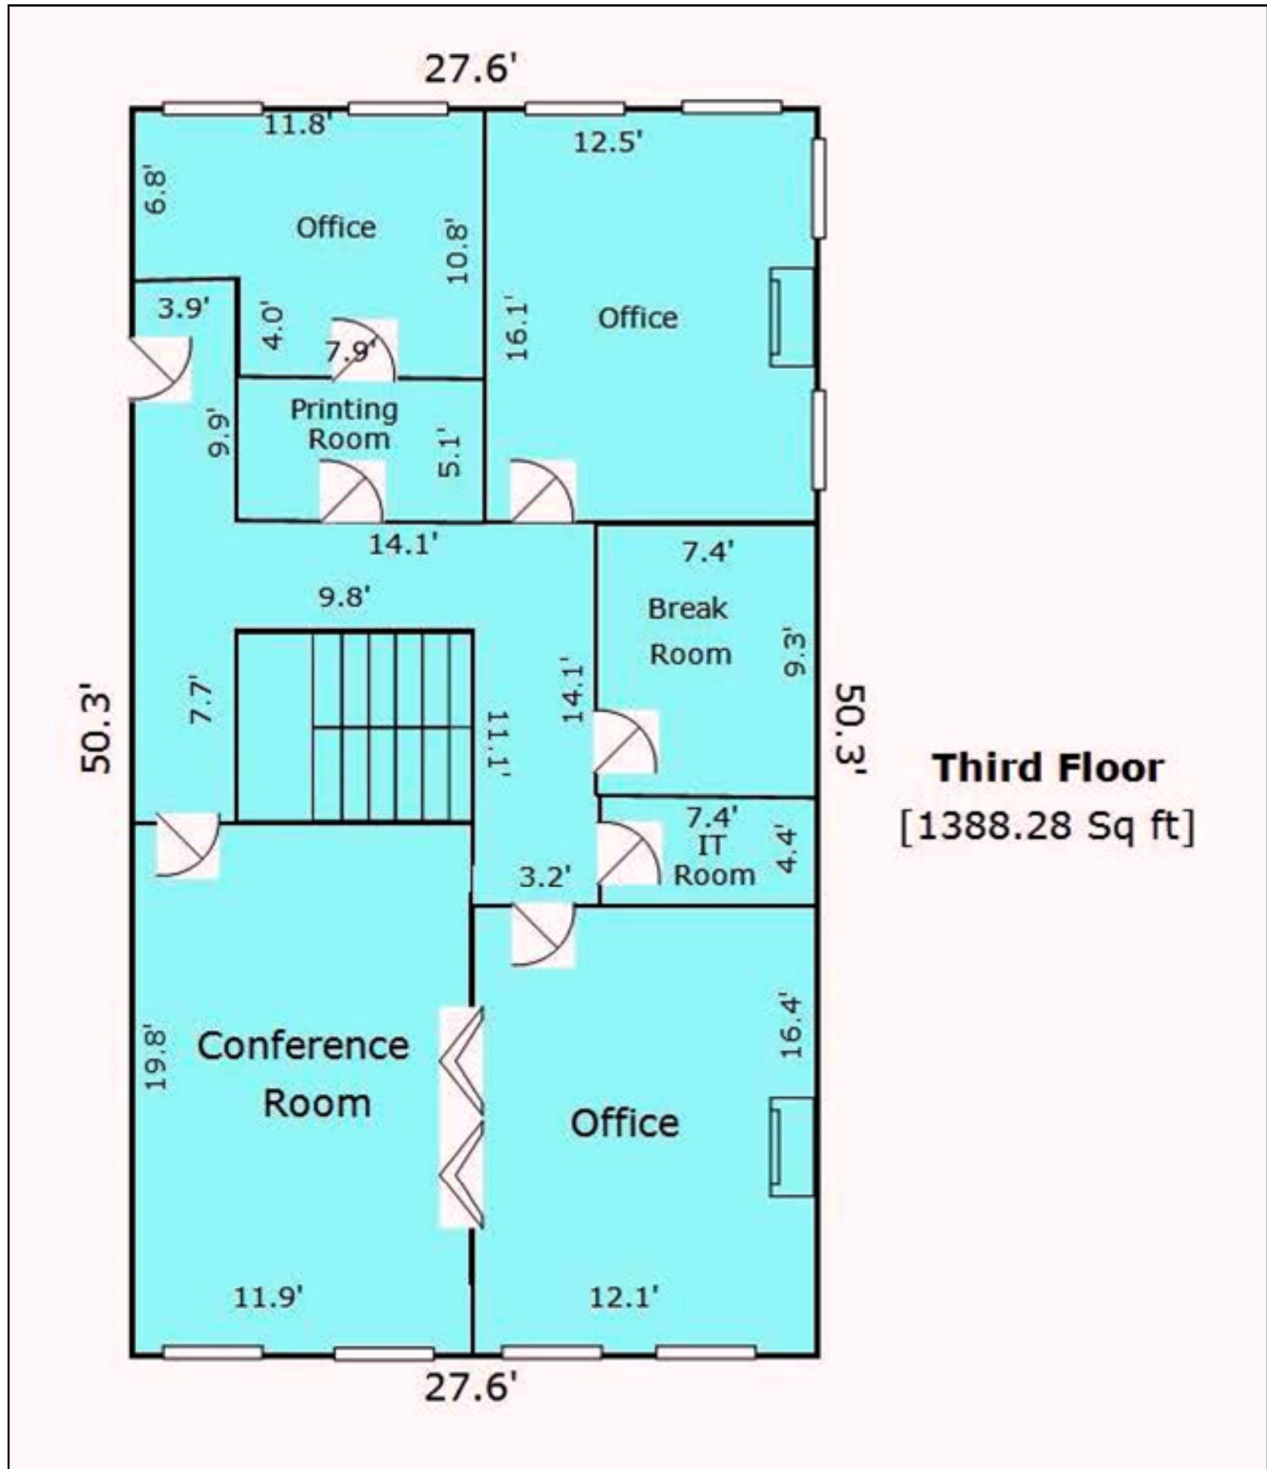 27.6'
11.8'
12.5'
6.8'
Office
10.8'
3.9'
4.0'
7.9'
16.1'
Office
9.9'
Printing
Room
5.1'
14.1'
9.8'
7.4'
Break
Room
9.3'
7.7'
14.1'
11.1'
50.3'
50.3'
Third Floor
[1388.28 Sq ft]
7.4'
IT
Room
4.4'
3.2'
Conference
Room
19.8'
16.4'
Office
11.9'
12.1'
27.6'